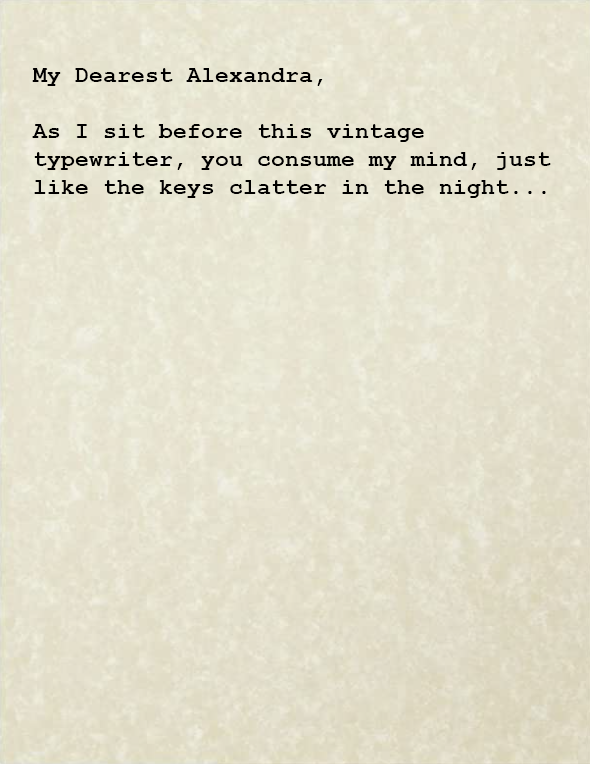 My Dearest Alexandra,
As I sit before this vintage
typewriter, you consume my mind, just
like the keys clatter in the night...